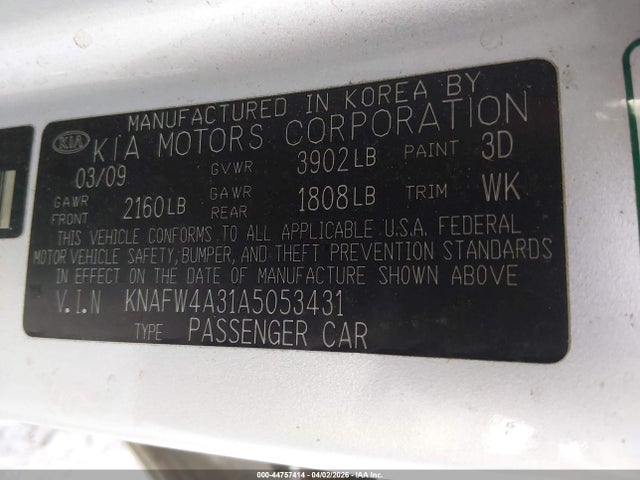 MANUFACTURED IN KOREA BY
KIA KIA MOTORS CORPORATION
03/09 GVWR 3902LB PAINT 3D
GAWR FRONT 2160LB GAWR REAR 1808LB TRIM WK
THIS VEHICLE CONFORMS TO ALL APPLICABLE U.S.A. FEDERAL
MOTOR VEHICLE SAFETY, BUMPER, AND THEFT PREVENTION STANDARDS
IN EFFECT ON THE DATE OF MANUFACTURE SHOWN ABOVE
V.I.N KNAFW4A31A5053431
TYPE PASSENGER CAR
000-44757414 04/02/2026 IAA Inc.